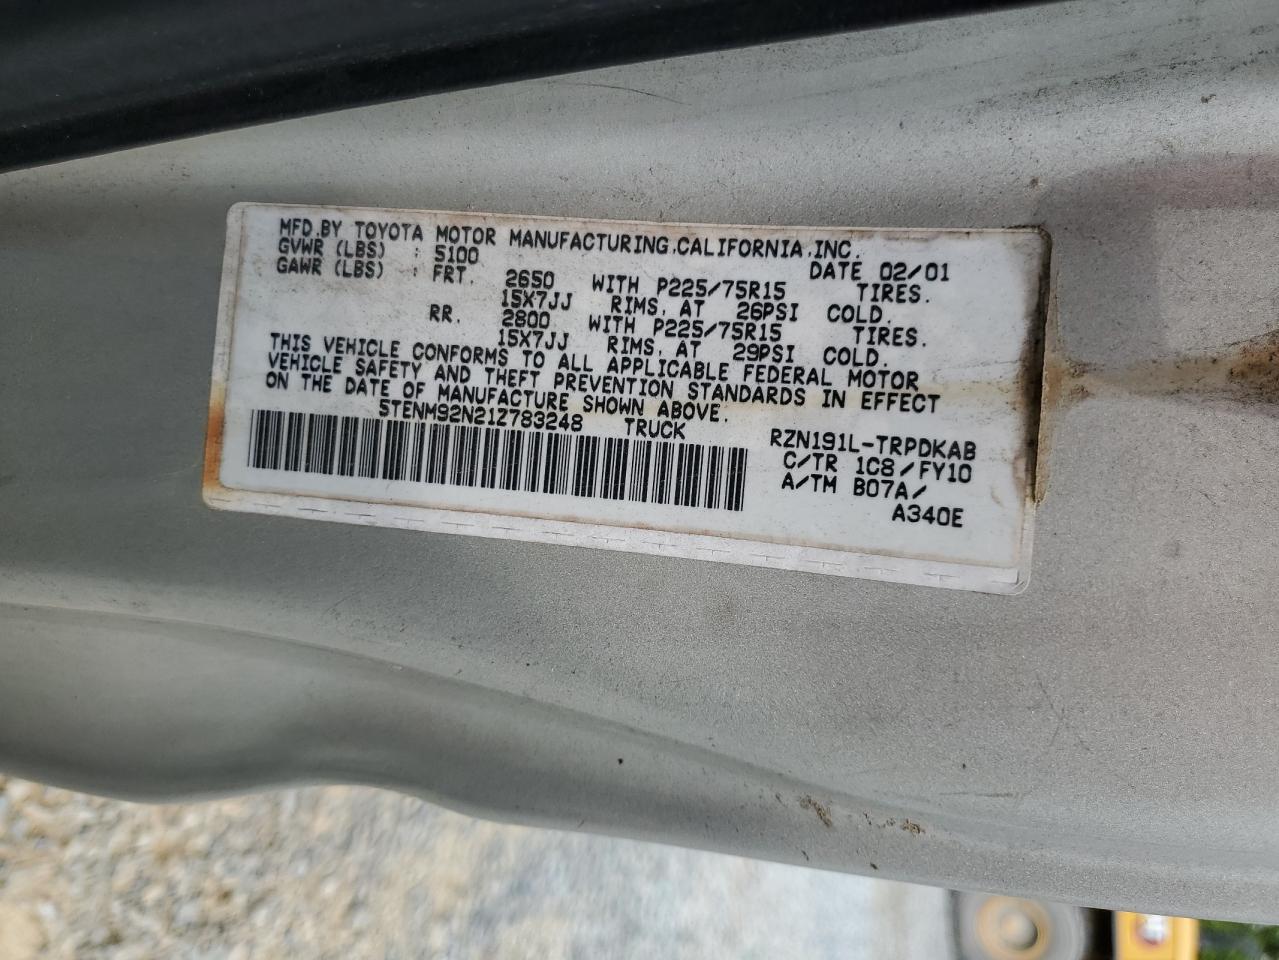 MFD.BY TOYOTA MOTOR MANUFACTURING,CALIFORNIA,INC.
GVWR (LBS) : 5100 DATE 02/01
GAWR (LBS) : FRT. 2650 WITH P225/75R15 TIRES.
15X7JJ RIMS, AT 26PSI COLD.
RR. 2800 WITH P225/75R15 TIRES.
15X7JJ RIMS, AT 29PSI COLD.
THIS VEHICLE CONFORMS TO ALL APPLICABLE FEDERAL MOTOR
VEHICLE SAFETY AND THEFT PREVENTION STANDARDS IN EFFECT
ON THE DATE OF MANUFACTURE SHOWN ABOVE.
5TENM92N21Z783248 TRUCK
RZN191L-TRPDKAB
C/TR 1C8/FY10
A/TM B07A/
A340E